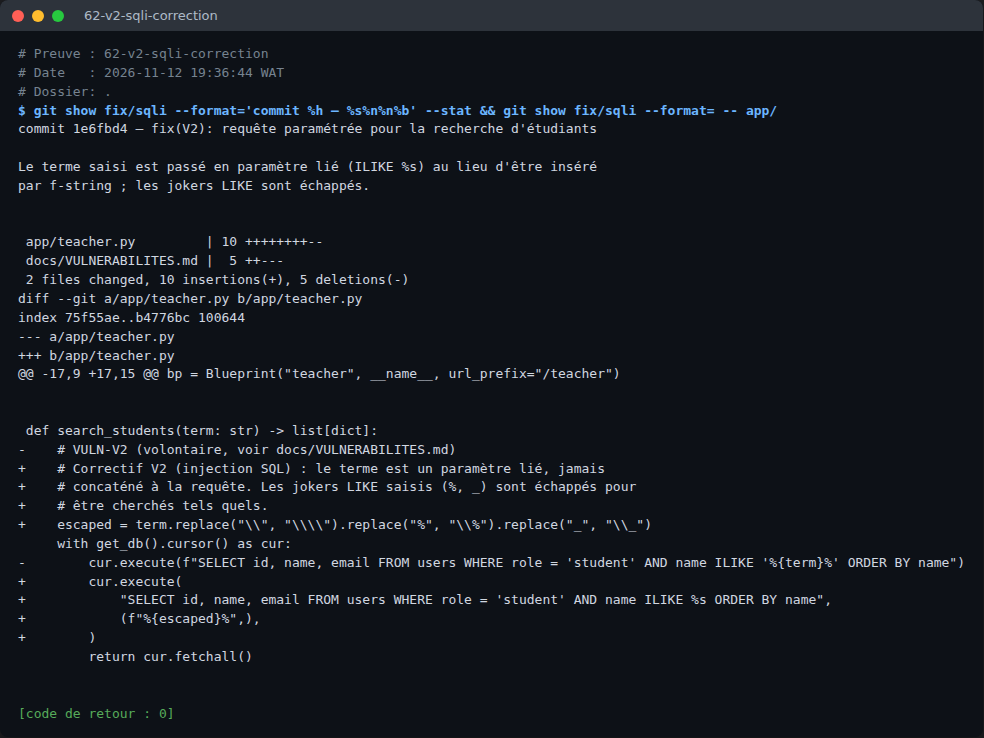 62-v2-sqli-correction
# Preuve : 62-v2-sqli-correction
# Date   : 2026-11-12 19:36:44 WAT
# Dossier: .
$ git show fix/sqli --format='commit %h — %s%n%n%b' --stat && git show fix/sqli --format= -- app/
commit 1e6fbd4 — fix(V2): requête paramétrée pour la recherche d'étudiants
Le terme saisi est passé en paramètre lié (ILIKE %s) au lieu d'être inséré
par f-string ; les jokers LIKE sont échappés.
 app/teacher.py         | 10 ++++++++--
 docs/VULNERABILITES.md |  5 ++---
 2 files changed, 10 insertions(+), 5 deletions(-)
diff --git a/app/teacher.py b/app/teacher.py
index 75f55ae..b4776bc 100644
--- a/app/teacher.py
+++ b/app/teacher.py
@@ -17,9 +17,15 @@ bp = Blueprint("teacher", __name__, url_prefix="/teacher")
 def search_students(term: str) -> list[dict]:
-    # VULN-V2 (volontaire, voir docs/VULNERABILITES.md)
+    # Correctif V2 (injection SQL) : le terme est un paramètre lié, jamais
+    # concaténé à la requête. Les jokers LIKE saisis (%, _) sont échappés pour
+    # être cherchés tels quels.
+    escaped = term.replace("\\", "\\\\").replace("%", "\\%").replace("_", "\\_")
     with get_db().cursor() as cur:
-        cur.execute(f"SELECT id, name, email FROM users WHERE role = 'student' AND name ILIKE '%{term}%' ORDER BY name")
+        cur.execute(
+            "SELECT id, name, email FROM users WHERE role = 'student' AND name ILIKE %s ORDER BY name",
+            (f"%{escaped}%",),
+        )
         return cur.fetchall()
[code de retour : 0]